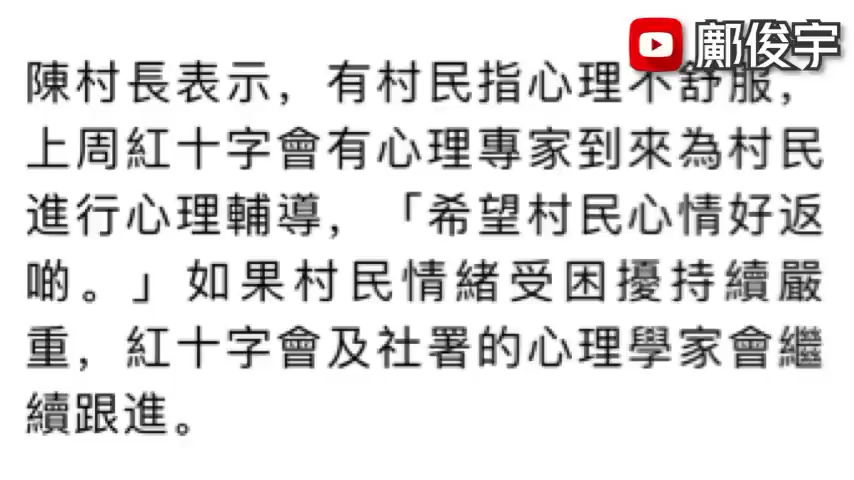 鄺俊宇
陳村長表示，有村民指心理不舒服，
上周紅十字會有心理專家到來為村民
進行心理輔導，「希望村民心情好返
啲。」如果村民情緒受困擾持續嚴
重，紅十字會及社署的心理學家會繼
續跟進。